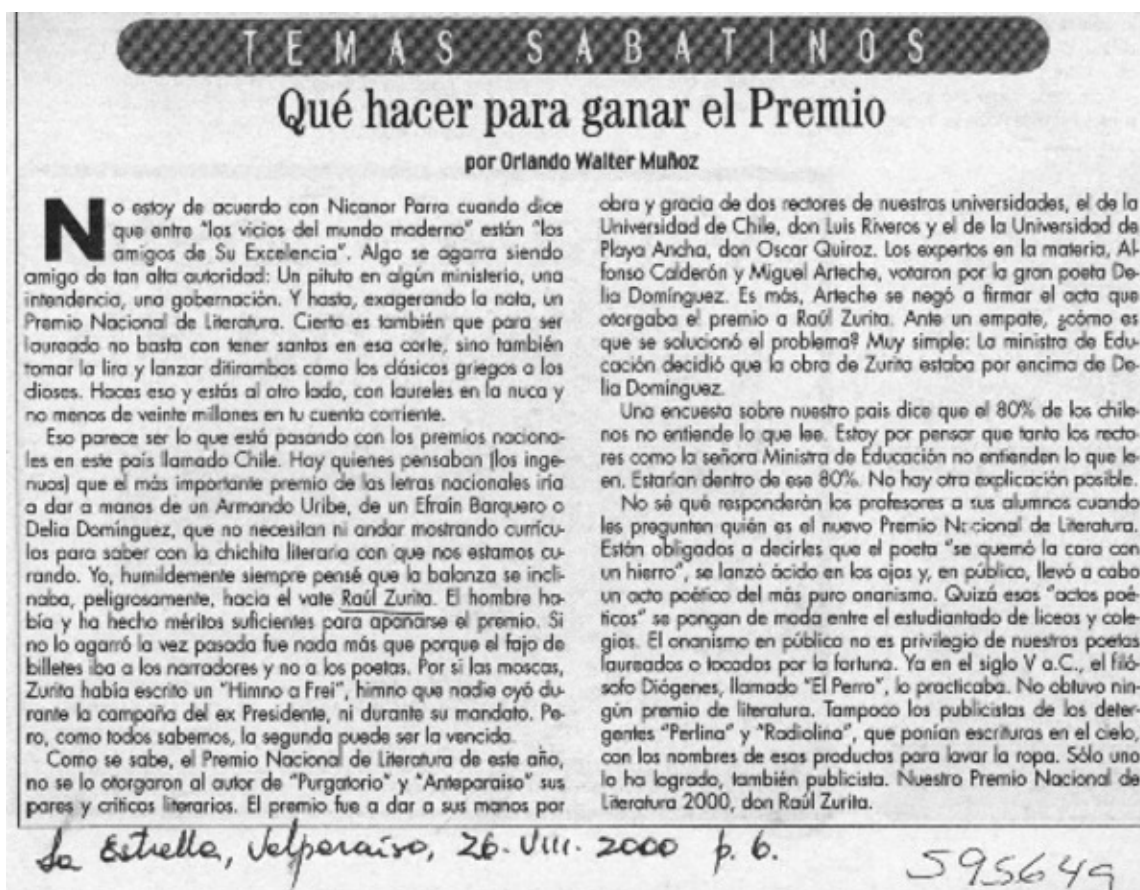 TEMAS SABATINOS
Qué hacer para ganar el Premio
por Orlando Walter Muñoz
No estoy de acuerdo con Nicanor Parra cuando dice
que entre "los vicios del mundo moderno" están "los
amigos de Su Excelencia". Algo se agarra siendo
amigo de tan alta autoridad: Un pituto en algún ministerio, una
intendencia, una gobernación. Y hasta, exagerando la nota, un
Premio Nacional de Literatura. Cierto es también que para ser
laureado no basta con tener santos en esa corte, sino también
tomar la lira y lanzar ditirambos como los clásicos griegos a los
dioses. Haces eso y estás al otro lado, con laureles en la nuca y
no menos de veinte millones en tu cuenta corriente.
Eso parece ser lo que está pasando con los premios naciona-
les en este país llamado Chile. Hay quienes pensaban (los inge-
nuos) que el más importante premio de las letras nacionales iría
a dar a manos de un Armando Uribe, de un Efraín Barquero o
Delia Domínguez, que no necesitan ni andar mostrando currícu-
los para saber con la chichita literaria con que nos estamos cu-
rando. Yo, humildemente siempre pensé que la balanza se incli-
naba, peligrosamente, hacia el vate Raúl Zurita. El hombre ha-
bía y ha hecho méritos suficientes para apanarse el premio. Si
no lo agarró la vez pasada fue nada más que porque el fajo de
billetes iba a los narradores y no a los poetas. Por si las moscas,
Zurita había escrito un "Himno a Frei", himno que nadie oyó du-
rante la campaña del ex Presidente, ni durante su mandato. Pe-
ro, como todos sabemos, la segunda puede ser la vencida.
Como se sabe, el Premio Nacional de Literatura de este año,
no se lo otorgaron al autor de "Purgatorio" y "Anteparaíso" sus
pares y críticos literarios. El premio fue a dar a sus manos por
obra y gracia de dos rectores de nuestras universidades, el de la
Universidad de Chile, don Luis Riveros y el de la Universidad de
Playa Ancha, don Oscar Quiroz. Los expertos en la materia, Al-
fonso Calderón y Miguel Arteche, votaron por la gran poeta De-
lia Domínguez. Es más, Arteche se negó a firmar el acta que
otorgaba el premio a Raúl Zurita. Ante un empate, ¿cómo es
que se solucionó el problema? Muy simple: La ministra de Edu-
cación decidió que la obra de Zurita estaba por encima de De-
lia Domínguez.
Una encuesta sobre nuestro país dice que el 80% de los chile-
nos no entiende lo que lee. Estoy por pensar que tanto los recto-
res como la señora Ministra de Educación no entienden lo que le-
en. Estarían dentro de ese 80%. No hay otra explicación posible.
No sé qué responderán los profesores a sus alumnos cuando
les pregunten quién es el nuevo Premio Nacional de Literatura.
Están obligados a decirles que el poeta "se quemó la cara con
un hierro", se lanzó ácido en los ojos y, en público, llevó a cabo
un acto poético del más puro onanismo. Quizá esos "actos poé-
ticos" se pongan de moda entre el estudiantado de liceos y cole-
gios. El onanismo en público no es privilegio de nuestros poetas
laureados o tocados por la fortuna. Ya en el siglo V a.C., el filó-
sofo Diógenes, llamado "El Perro", lo practicaba. No obtuvo nin-
gún premio de literatura. Tampoco los publicistas de los deter-
gentes "Perlina" y "Radiolina", que ponían escrituras en el cielo,
con los nombres de esos productos para lavar la ropa. Sólo uno
lo ha logrado, también publicista. Nuestro Premio Nacional de
Literatura 2000, don Raúl Zurita.
La Estrella, Valparaíso, 26. VIII. 2000 p. 6.
595649